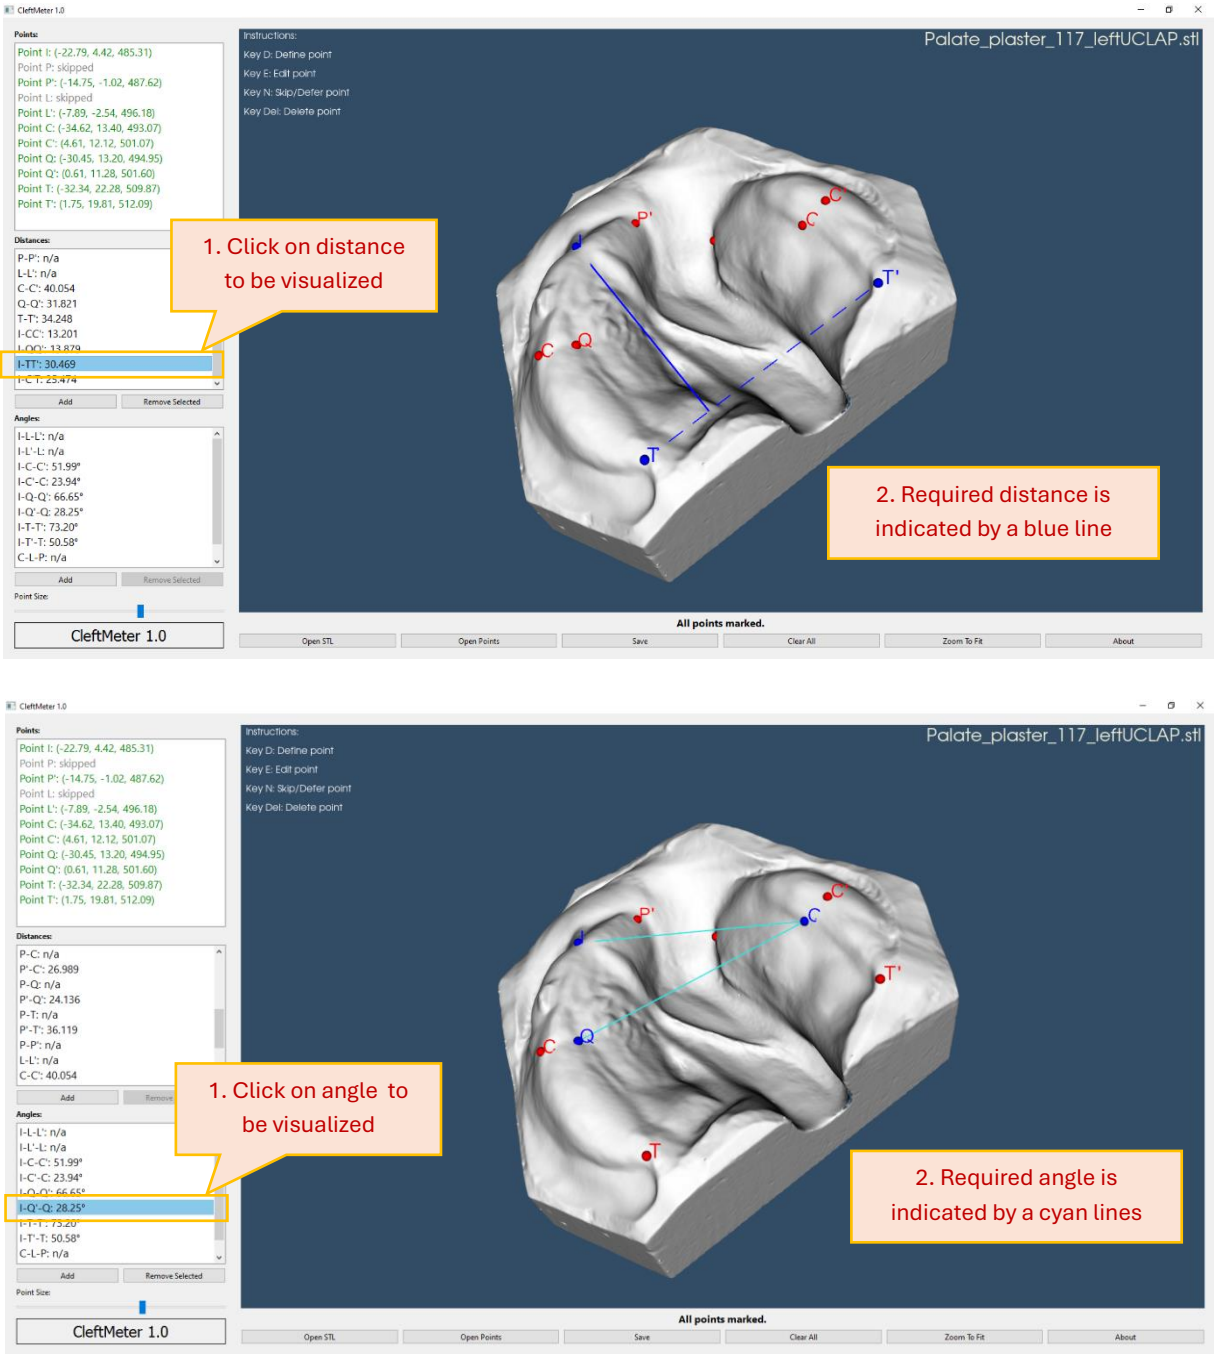 CleftMeter 1.0
Points:
Point I: (-22.79, 4.42, 485.31)
Point P: skipped
Point P': (-14.75, -1.02, 487.62)
Point L: skipped
Point L': (-7.89, -2.54, 496.18)
Point C: (-34.62, 13.40, 493.07)
Point C': (4.61, 12.12, 501.07)
Point Q: (-30.45, 13.20, 494.95)
Point Q': (0.61, 11.28, 501.60)
Point T: (-32.34, 22.28, 509.87)
Point T': (1.75, 19.81, 512.09)
Distances:
P-P': n/a
L-L': n/a
C-C': 40.054
Q-Q': 31.821
T-T': 34.248
I-CC': 13.201
I-QQ': 13.879
I-TT': 30.469
I-C'T: 25.474
Add
Remove Selected
Angles:
I-L-L': n/a
I-L'-L: n/a
I-C-C': 51.99°
I-C'-C: 23.94°
I-Q-Q': 66.65°
I-Q'-Q: 28.25°
I-T-T': 73.20°
I-T'-T: 50.58°
C-L-P: n/a
Add
Remove Selected
Point Size:
CleftMeter 1.0
Instructions:
Key D: Define point
Key E: Edit point
Key N: Skip/Defer point
Key Del: Delete point
Palate_plaster_117_leftUCLAP.stl
C'
C
P'
I
T'
Q
C
T
1. Click on distance
to be visualized
2. Required distance is
indicated by a blue line
All points marked.
Open STL
Open Points
Save
Clear All
Zoom To Fit
About
CleftMeter 1.0
Points:
Point I: (-22.79, 4.42, 485.31)
Point P: skipped
Point P': (-14.75, -1.02, 487.62)
Point L: skipped
Point L': (-7.89, -2.54, 496.18)
Point C: (-34.62, 13.40, 493.07)
Point C': (4.61, 12.12, 501.07)
Point Q: (-30.45, 13.20, 494.95)
Point Q': (0.61, 11.28, 501.60)
Point T: (-32.34, 22.28, 509.87)
Point T': (1.75, 19.81, 512.09)
Distances:
P-C: n/a
P'-C': 26.989
P-Q: n/a
P'-Q': 24.136
P-T: n/a
P'-T': 36.119
P-P': n/a
L-L': n/a
C-C': 40.054
Add
Angles:
I-L-L': n/a
I-L'-L: n/a
I-C-C': 51.99°
I-C'-C: 23.94°
I-Q-Q': 66.65°
I-Q'-Q: 28.25°
I-T-T': 73.20°
I-T'-T: 50.58°
C-L-P: n/a
Add
Remove Selected
Point Size:
CleftMeter 1.0
Instructions:
Key D: Define point
Key E: Edit point
Key N: Skip/Defer point
Key Del: Delete point
Palate_plaster_117_leftUCLAP.stl
C'
C
P'
I
T'
Q
C
T
1. Click on angle to
be visualized
2. Required angle is
indicated by a cyan lines
All points marked.
Open STL
Open Points
Save
Clear All
Zoom To Fit
About